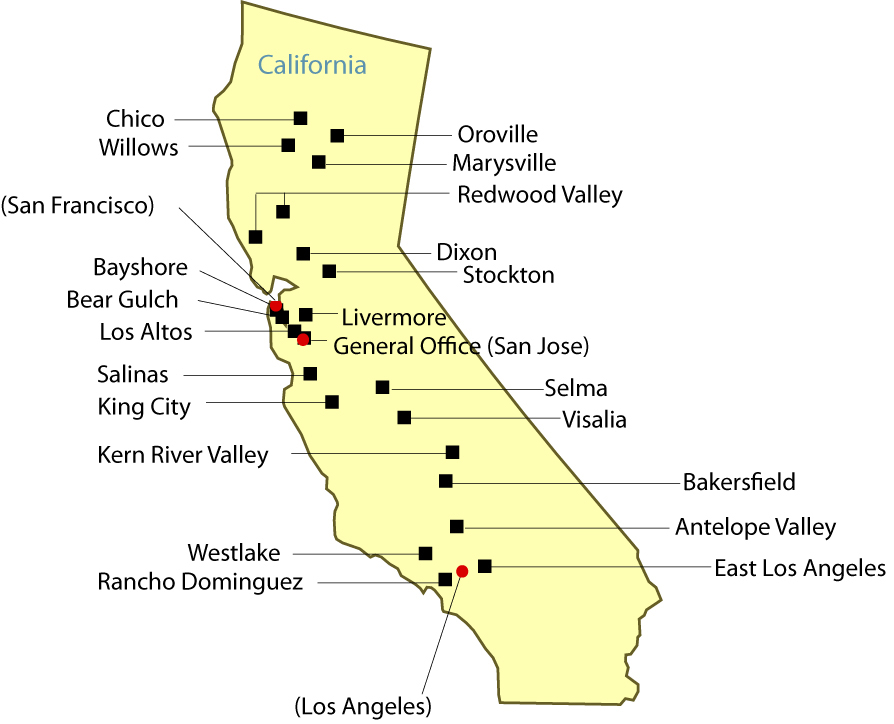 California
Chico
Oroville
Willows
Marysville
Redwood Valley
(San Francisco)
Dixon
Bayshore
Stockton
Bear Gulch
Livermore
Los Altos
General Office (San Jose)
Salinas
Selma
King City
Visalia
Kern River Valley
Bakersfield
Antelope Valley
Westlake
East Los Angeles
Rancho Dominguez
(Los Angeles)